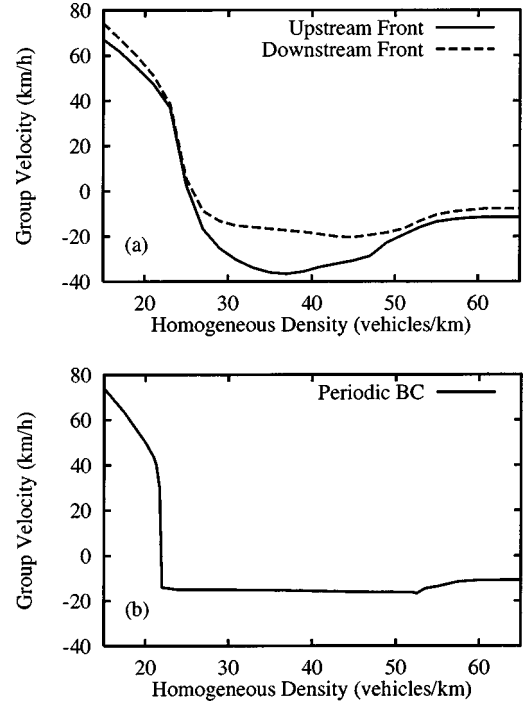 80
60
40
20
0
-20
-40
Group Velocity (km/h)
Upstream Front
Downstream Front
(a)
20 30 40 50 60
Homogeneous Density (vehicles/km)
80
60
40
20
0
-20
-40
Group Velocity (km/h)
Periodic BC
(b)
20 30 40 50 60
Homogeneous Density (vehicles/km)